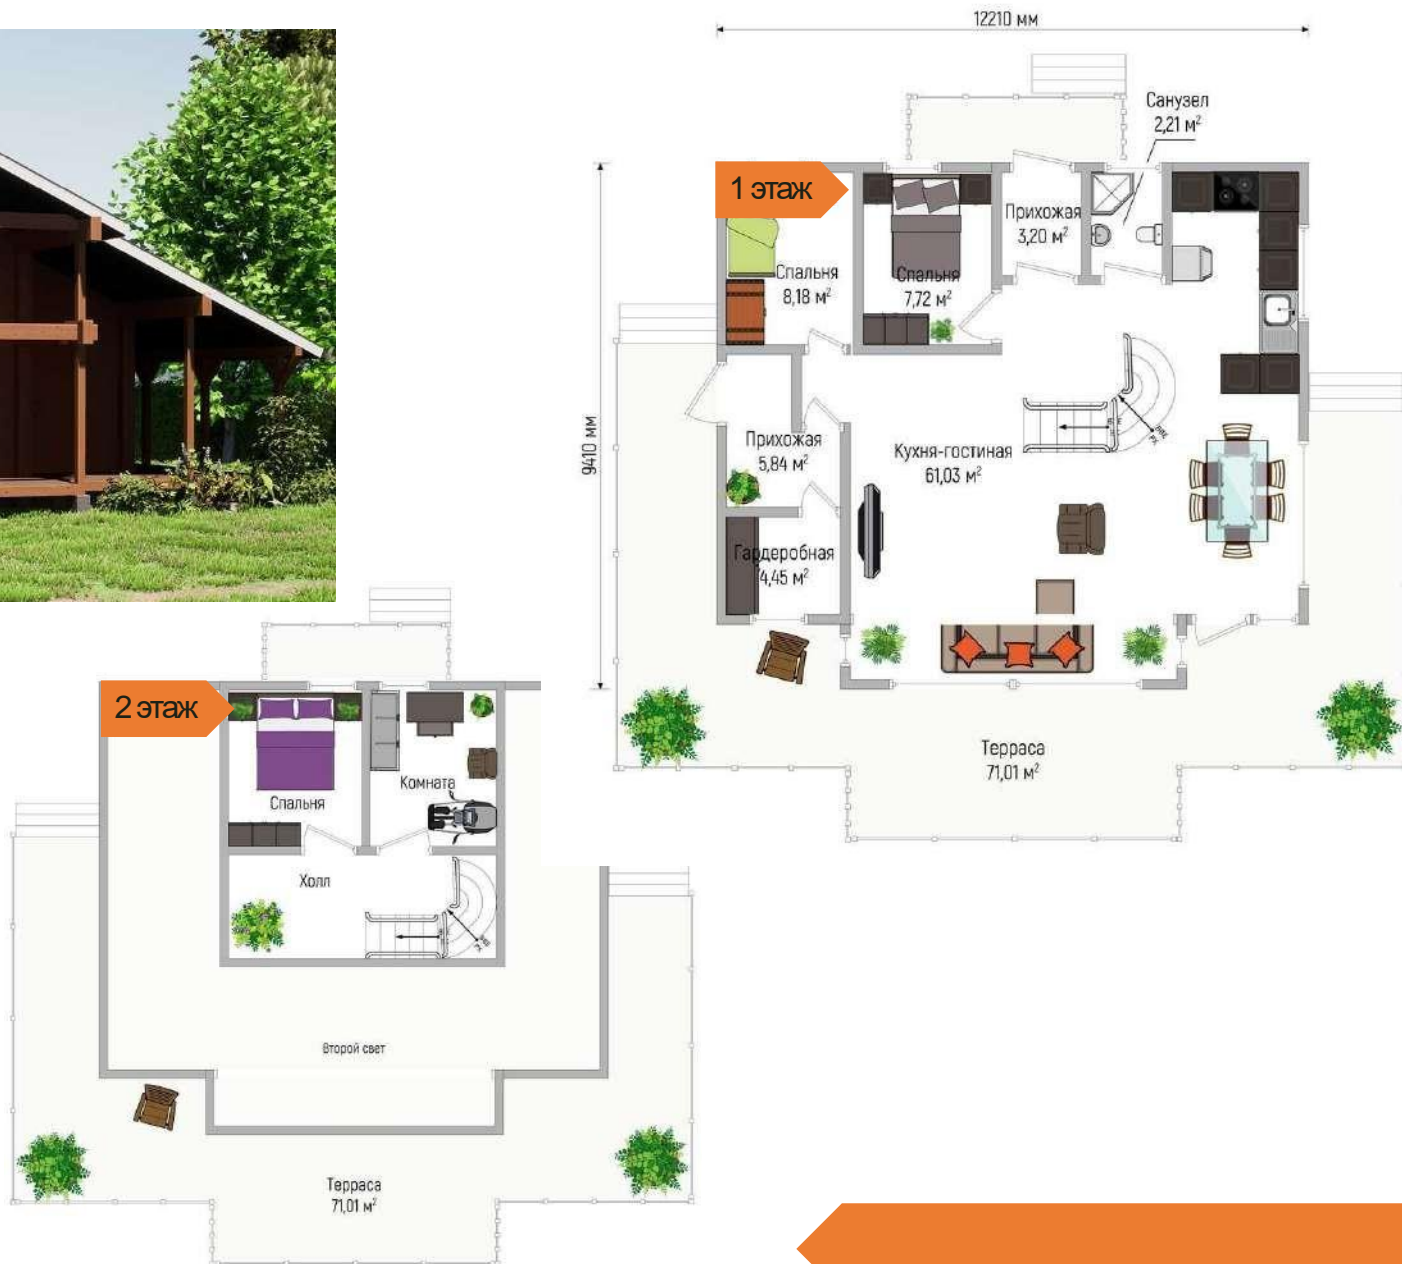 12210 мм
Санузел
2,21 м²
1 этаж
Прихожая
3,20 м²
Спальня
8,18 м²
Спальня
7,72 м²
9410 мм
Прихожая
5,84 м²
Кухня-гостиная
61,03 м²
Гардеробная
4,45 м²
Терраса
71,01 м²
2 этаж
Спальня
Комната
Холл
Второй свет
Терраса
71,01 м²